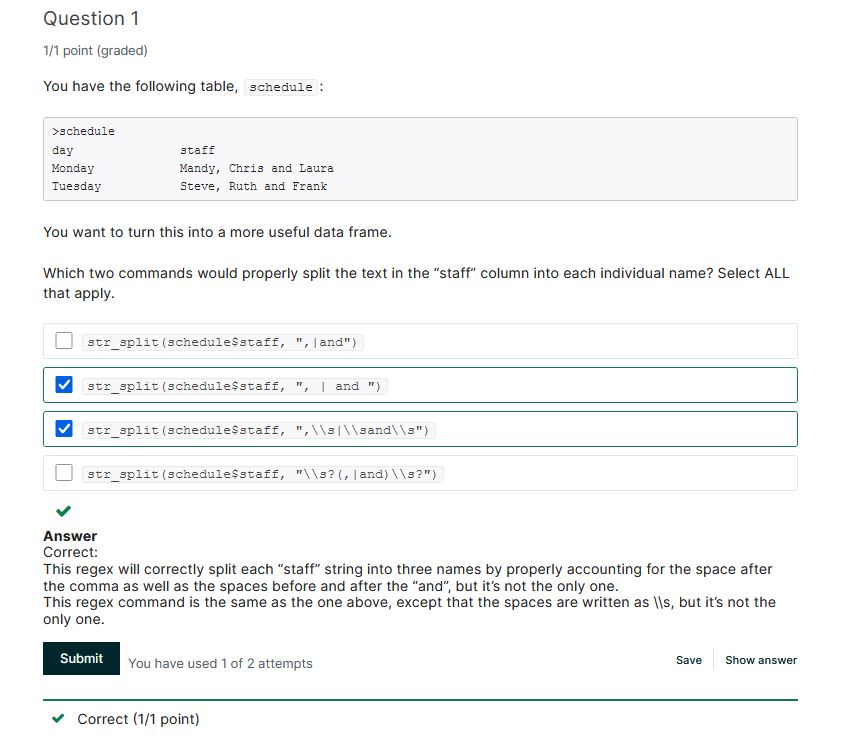 Question 1
1/1 point (graded)
You have the following table, schedule :
>schedule
day staff
Monday Mandy, Chris and Laura
Tuesday Steve, Ruth and Frank
You want to turn this into a more useful data frame.
Which two commands would properly split the text in the “staff” column into each individual name? Select ALL
that apply.
str_split(schedule$staff, ",|and")
str_split(schedule$staff, ", | and ")
str_split(schedule$staff, ",\\s|\\sand\\s")
str_split(schedule$staff, "\\s?(,|and)\\s?")
Answer
Correct:
This regex will correctly split each “staff” string into three names by properly accounting for the space after
the comma as well as the spaces before and after the “and”, but it’s not the only one.
This regex command is the same as the one above, except that the spaces are written as \\s, but it’s not the
only one.
Submit You have used 1 of 2 attempts Save Show answer
Correct (1/1 point)